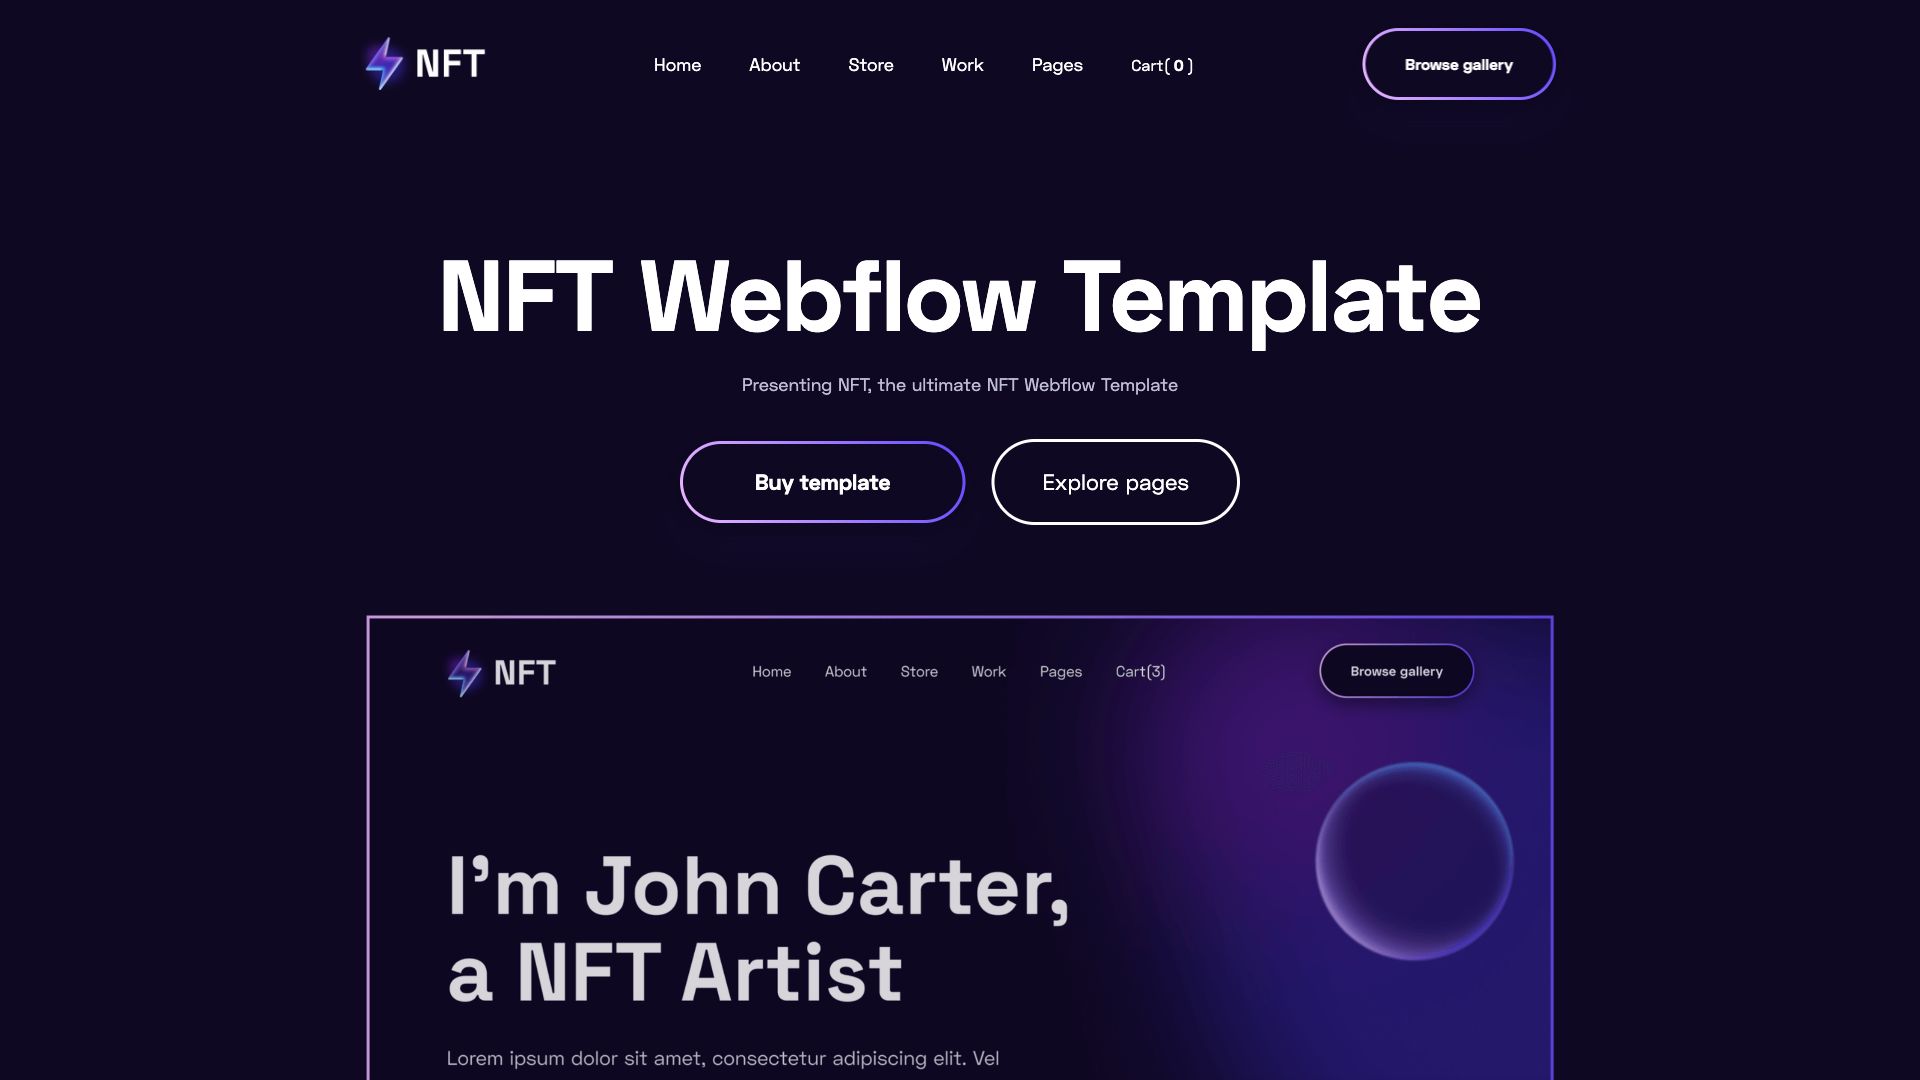 NFT
Home About Store Work Pages Cart( 0 )
Browse gallery
NFT Webflow Template
Presenting NFT, the ultimate NFT Webflow Template
Buy template
Explore pages
NFT
Home About Store Work Pages Cart(3)
Browse gallery
I’m John Carter,
a NFT Artist
Lorem ipsum dolor sit amet, consectetur adipiscing elit. Vel